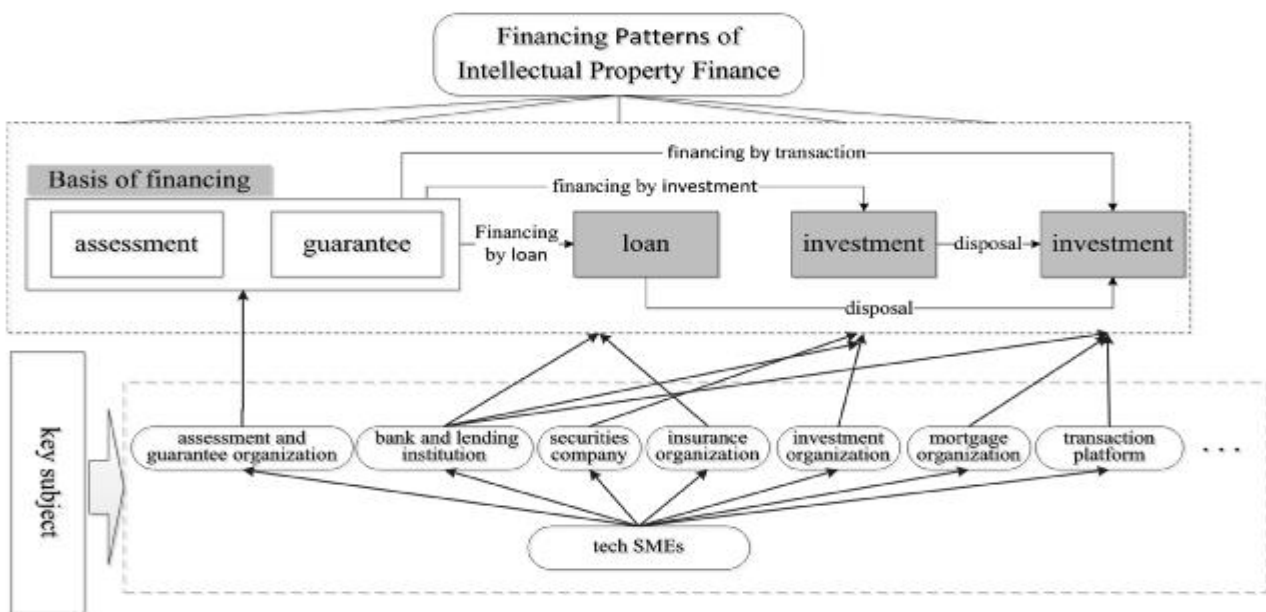 Financing Patterns of
Intellectual Property Finance
financing by transaction
Basis of financing
financing by investment
assessment
guarantee
Financing
by loan
loan
investment
disposal
investment
disposal
key subject
assessment and
guarantee organization
bank and lending
institution
securities
company
insurance
organization
investment
organization
mortgage
organization
transaction
platform
...
tech SMEs